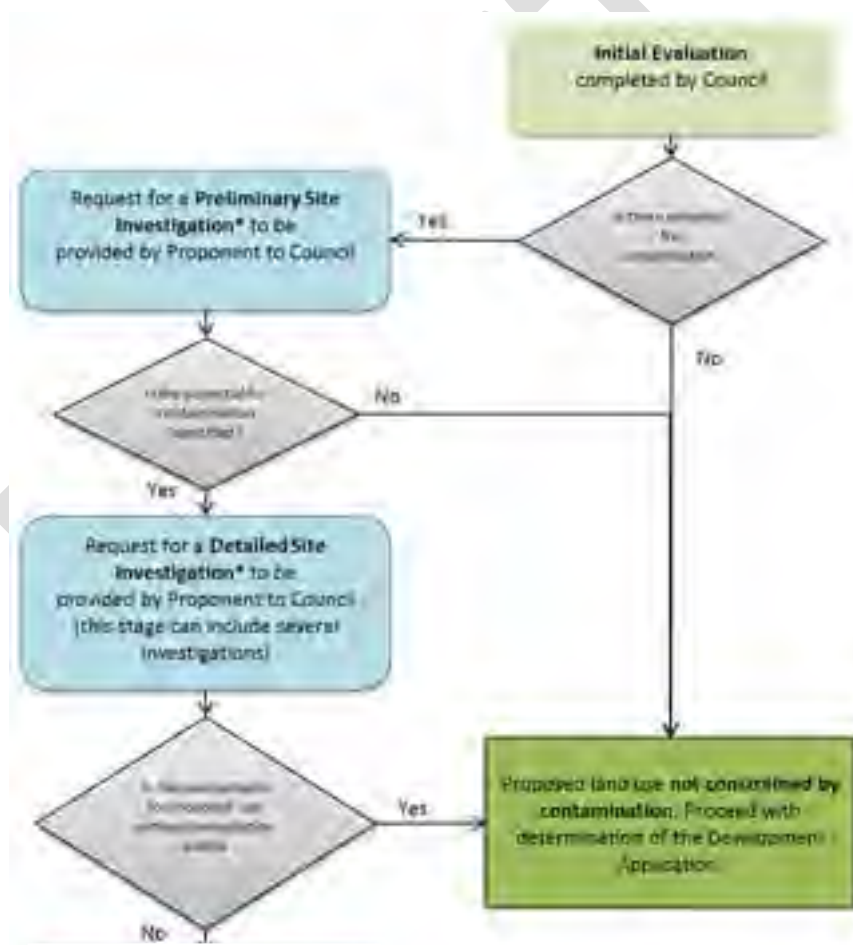 Initial Evaluation
completed by Council
Request for a Preliminary Site
Investigation* to be
provided by Proponent to Council
Yes
contamination
No
No
Yes
Request for a Detailed Site
Investigation* to be
provided by Proponent to Council
(this stage can include several
investigations)
Yes
Proposed land use not constrained by
contamination. Proceed with
determination of the Development
Application.
No